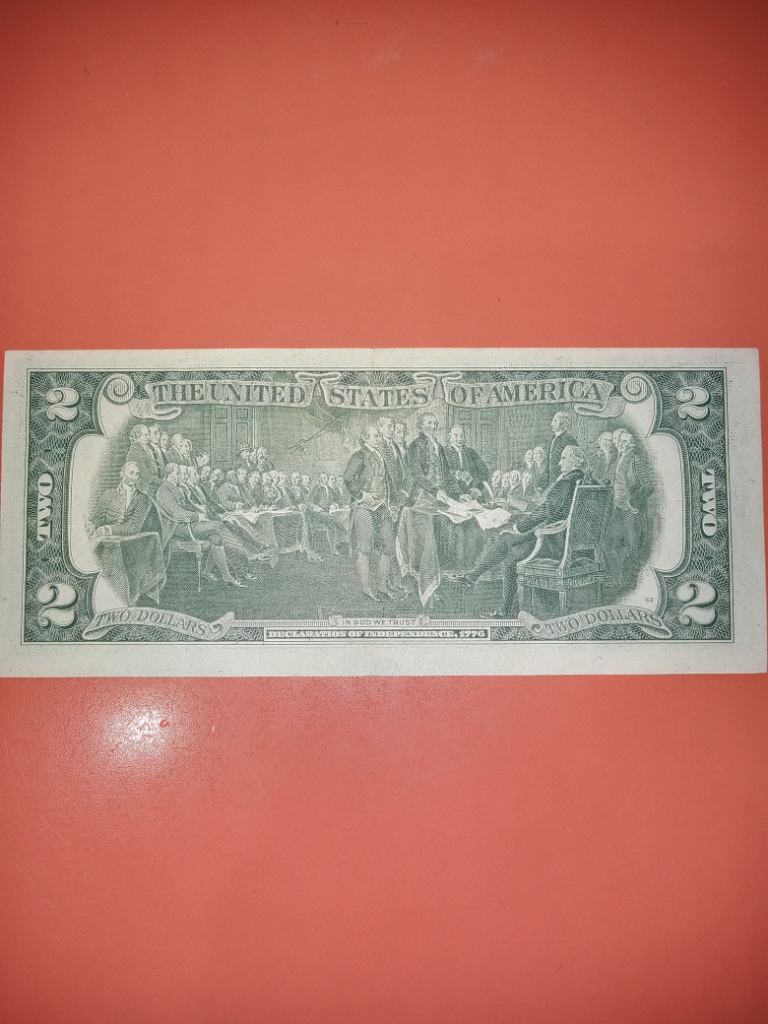 THE UNITED STATES OF AMERICA
2
2
TWO
TWO
2
2
TWO DOLLARS
IN GOD WE TRUST
TWO DOLLARS
DECLARATION OF INDEPENDENCE, 1776